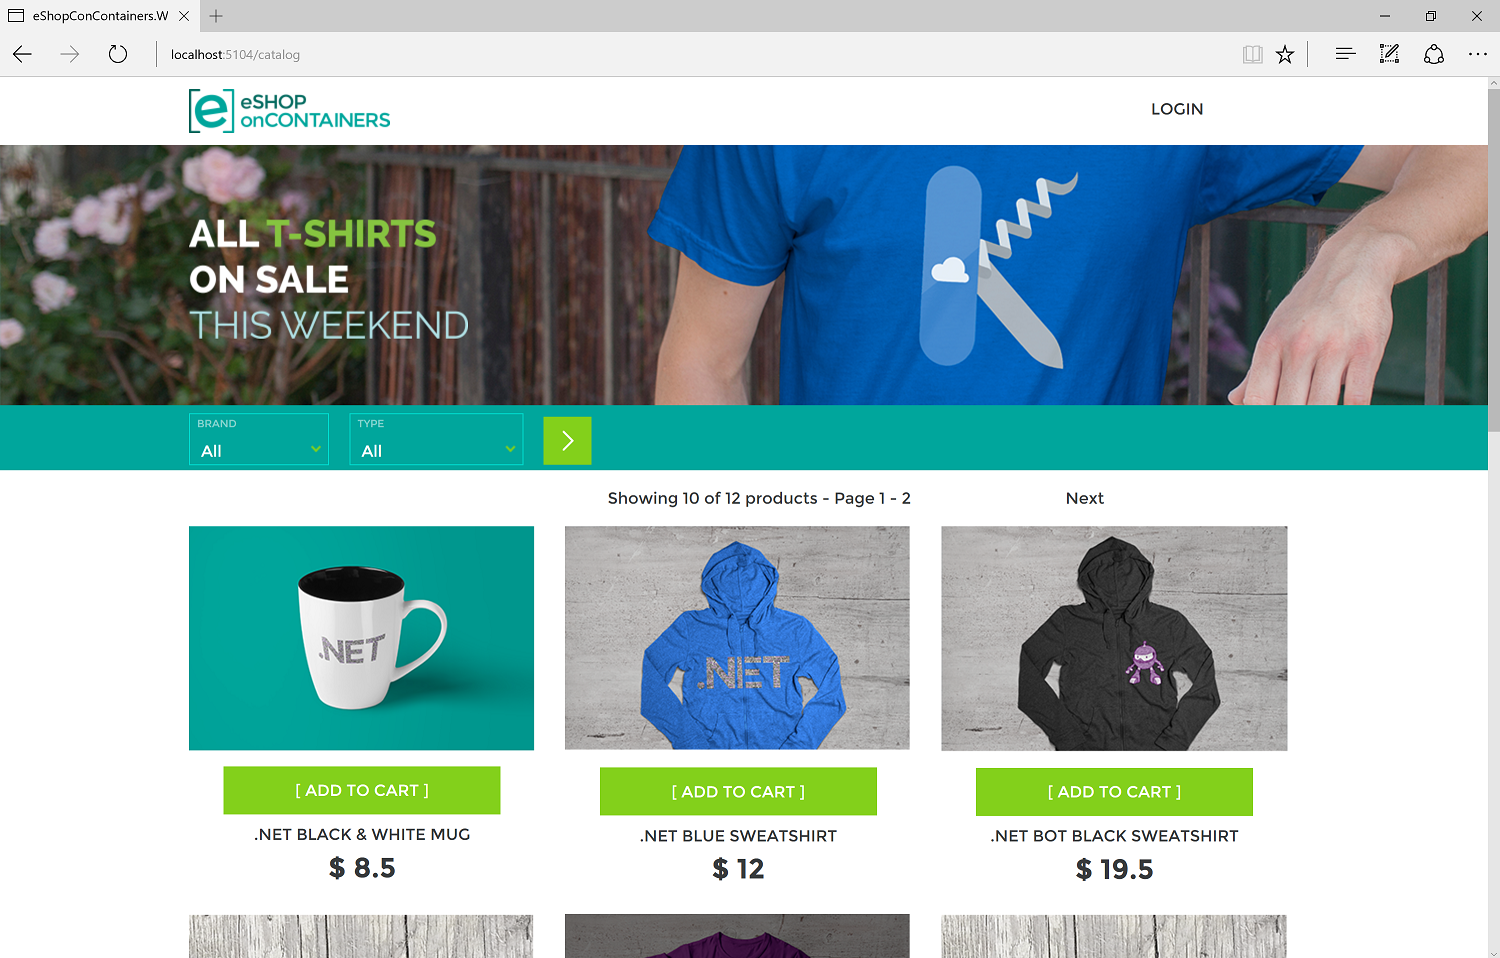 eShopConContainers.W
localhost:5104/catalog
e
eSHOP
onCONTAINERS
LOGIN
ALL T-SHIRTS
ON SALE
THIS WEEKEND
BRAND
All
TYPE
All
Showing 10 of 12 products - Page 1 - 2
Next
.NET
.NET
[ ADD TO CART ]
[ ADD TO CART ]
[ ADD TO CART ]
.NET BLACK & WHITE MUG
.NET BLUE SWEATSHIRT
.NET BOT BLACK SWEATSHIRT
$ 8.5
$ 12
$ 19.5